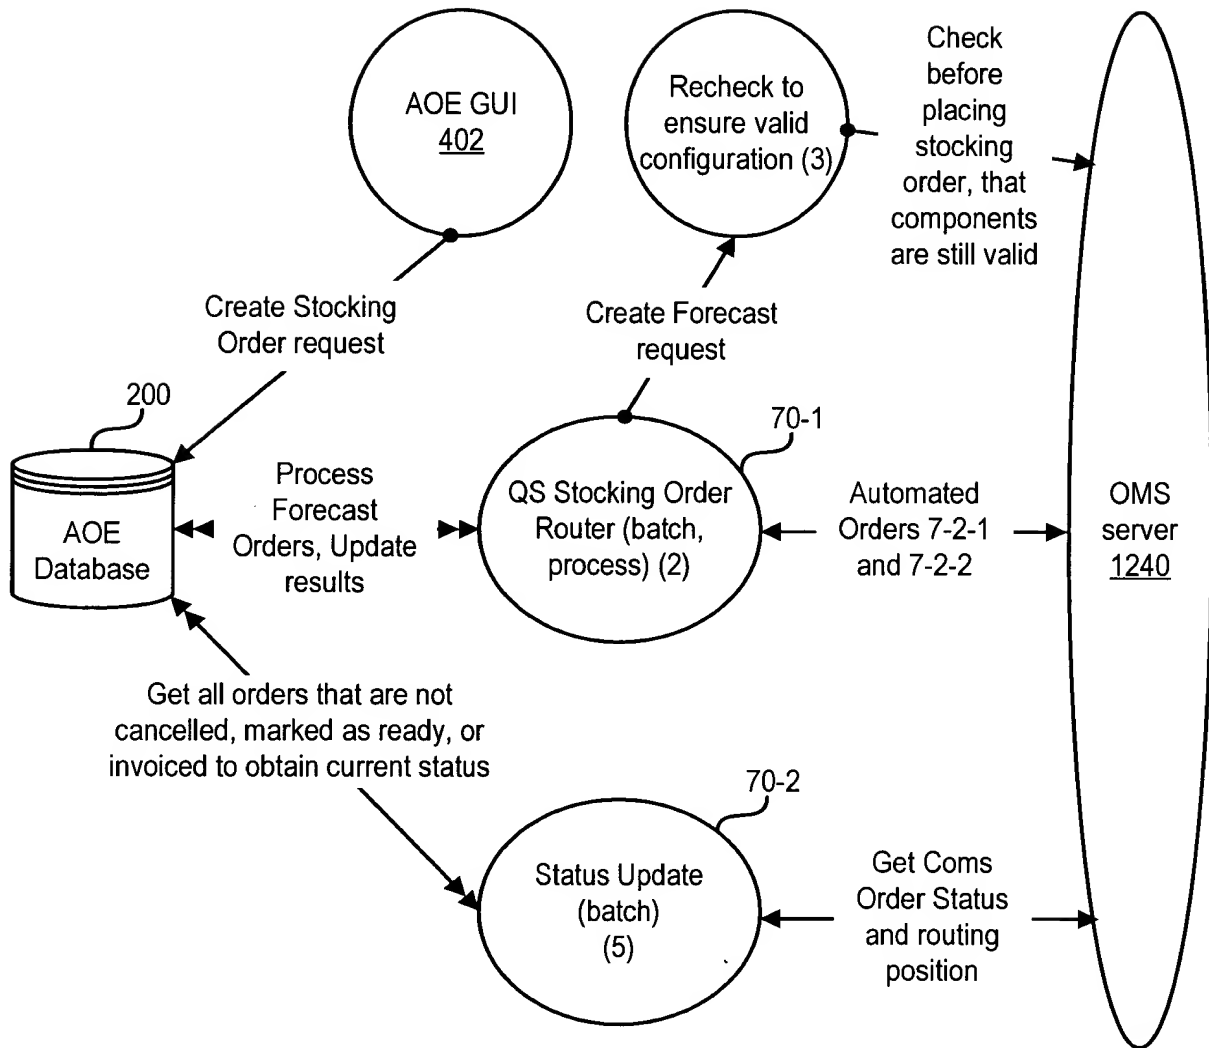 AOE GUI
402
Recheck to
ensure valid
configuration (3)
Check
before
placing
stocking
order, that
components
are still valid
Create Stocking
Order request
Create Forecast
request
200
AOE
Database
Process
Forecast
Orders, Update
results
70-1
QS Stocking Order
Router (batch,
process) (2)
Automated
Orders 7-2-1
and 7-2-2
OMS
server
1240
Get all orders that are not
cancelled, marked as ready, or
invoiced to obtain current status
70-2
Status Update
(batch)
(5)
Get Coms
Order Status
and routing
position